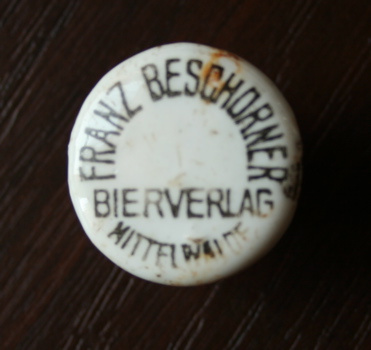 FRANZ BESCHORNER
BIERVERLAG
MITTELWALDE